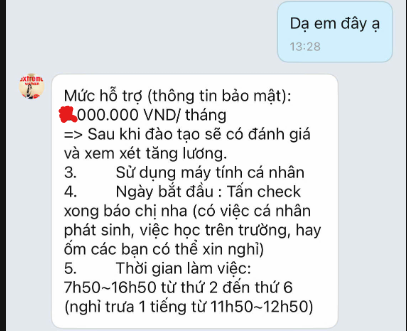 Dạ em đây ạ
13:28
Mức hỗ trợ (thông tin bảo mật):
.000.000 VND/ tháng
=> Sau khi đào tạo sẽ có đánh giá
và xem xét tăng lương.
3. Sử dụng máy tính cá nhân
4. Ngày bắt đầu : Tấn check
xong báo chị nha (có việc cá nhân
phát sinh, việc học trên trường, hay
ốm các bạn có thể xin nghỉ)
5. Thời gian làm việc:
7h50~16h50 từ thứ 2 đến thứ 6
(nghỉ trưa 1 tiếng từ 11h50~12h50)